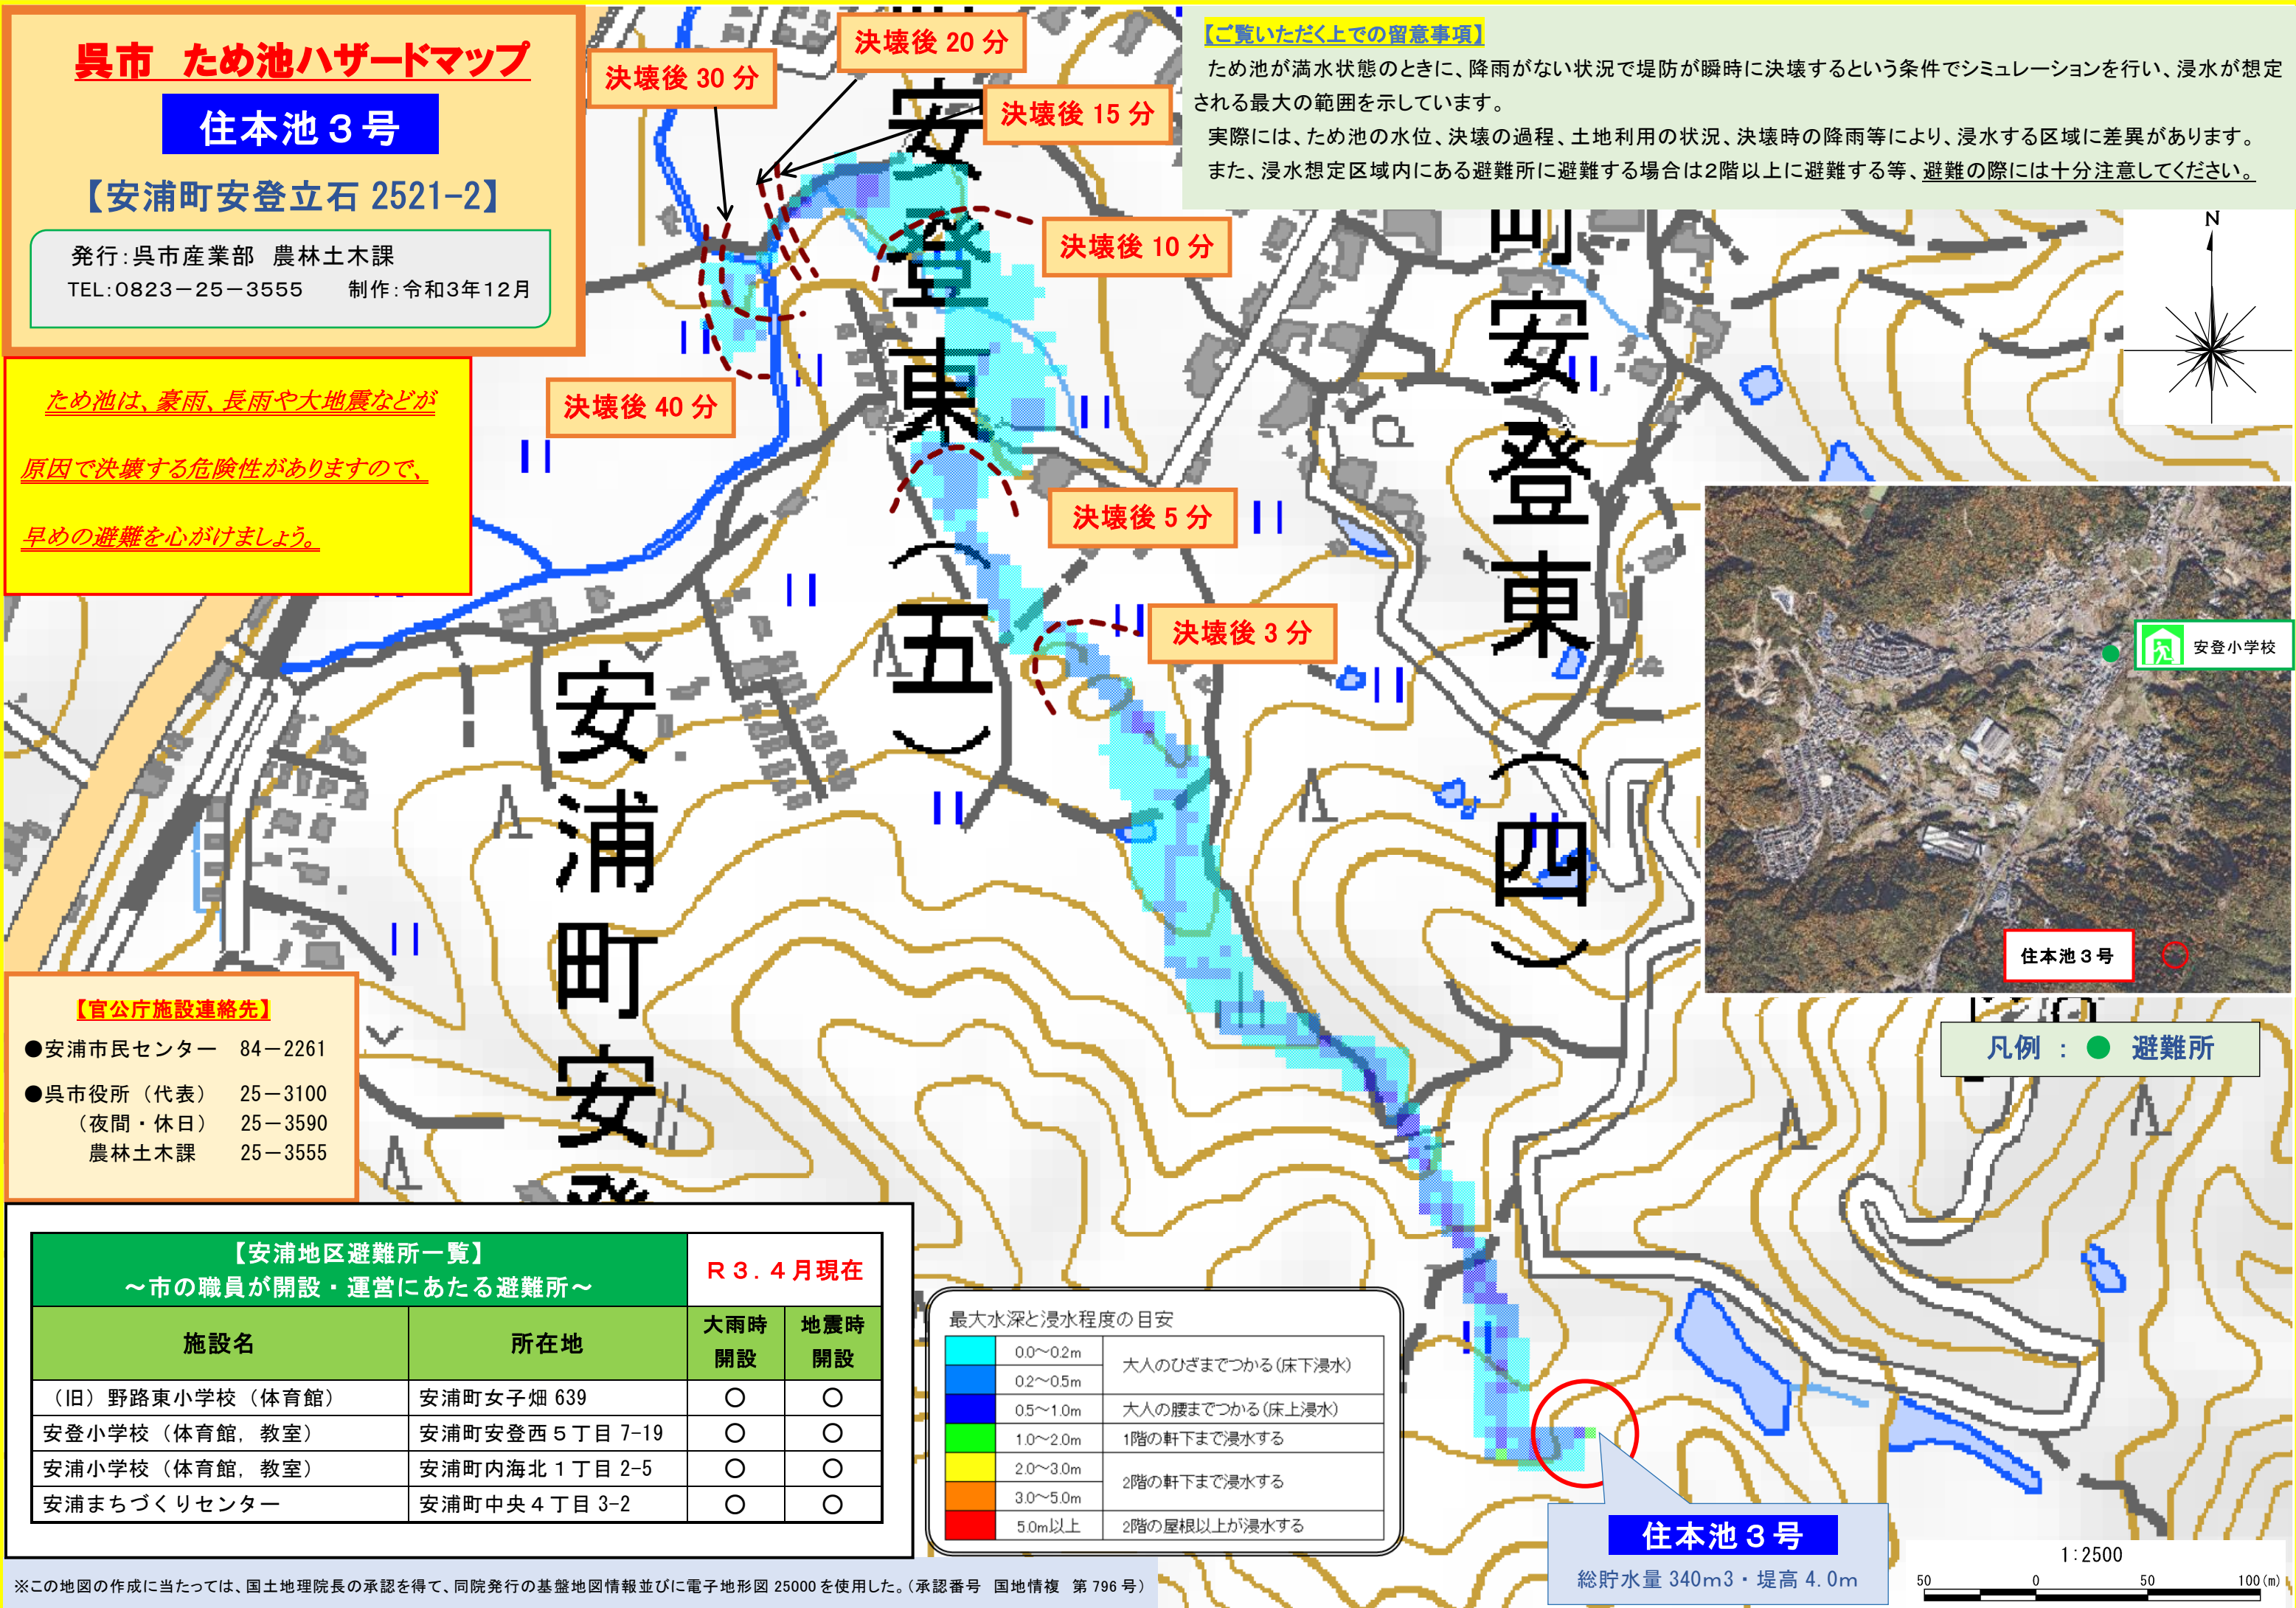 呉市 ため池ハザードマップ
住本池３号
【安浦町安登立石 2521-2】
発行:呉市産業部 農林土木課
TEL:0823－25－3555 制作:令和3年12月
ため池は、豪雨、長雨や大地震などが
原因で決壊する危険性がありますので、
早めの避難を心がけましょう。
【ご覧いただく上での留意事項】
ため池が満水状態のときに、降雨がない状況で堤防が瞬時に決壊するという条件でシミュレーションを行い、浸水が想定
される最大の範囲を示しています。
実際には、ため池の水位、決壊の過程、土地利用の状況、決壊時の降雨等により、浸水する区域に差異があります。
また、浸水想定区域内にある避難所に避難する場合は2階以上に避難する等、避難の際には十分注意してください。
決壊後 20 分
決壊後 30 分
決壊後 15 分
決壊後 10 分
決壊後 40 分
決壊後 5 分
決壊後 3 分
安登東（五）
町安登東（四）
安浦町安登
P
N
安登小学校
住本池３号
凡例 : ● 避難所
【官公庁施設連絡先】
●安浦市民センター 84－2261
●呉市役所（代表） 25－3100
（夜間・休日） 25－3590
農林土木課 25－3555
【安浦地区避難所一覧】
～市の職員が開設・運営にあたる避難所～
Ｒ３．４月現在
施設名 所在地 大雨時開設 地震時開設
（旧）野路東小学校（体育館） 安浦町女子畑 639 〇 〇
安登小学校（体育館，教室） 安浦町安登西５丁目 7-19 〇 〇
安浦小学校（体育館，教室） 安浦町内海北１丁目 2-5 〇 〇
安浦まちづくりセンター 安浦町中央４丁目 3-2 〇 〇
最大水深と浸水程度の目安
0.0～0.2m 大人のひざまでつかる(床下浸水)
0.2～0.5m
0.5～1.0m 大人の腰までつかる(床上浸水)
1.0～2.0m 1階の軒下まで浸水する
2.0～3.0m 2階の軒下まで浸水する
3.0～5.0m
5.0m以上 2階の屋根以上が浸水する
住本池３号
総貯水量 340m3・堤高 4.0m
1:2500
50 0 50 100(m)
※この地図の作成に当たっては、国土地理院長の承認を得て、同院発行の基盤地図情報並びに電子地形図 25000 を使用した。(承認番号 国地情複 第 796 号)